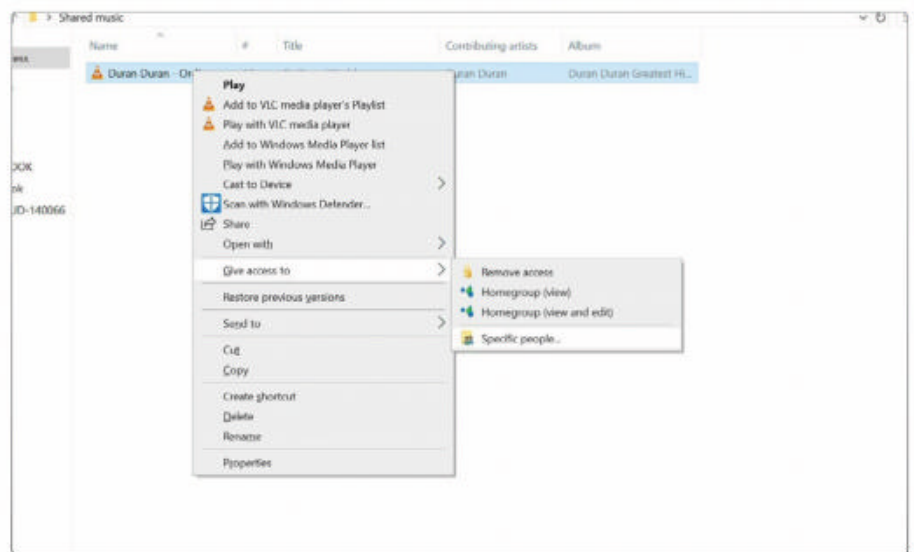 > Shared music
Name # Title Contributing artists Album
Duran Duran - Duran Duran Duran Duran Greatest Hi...
Play
Add to VLC media player's Playlist
Play with VLC media player
Add to Windows Media Player list
Play with Windows Media Player
OOK
Cast to Device
Scan with Windows Defender...
JD-140066
Share
Open with
Give access to
Remove access
Homegroup (view)
Restore previous versions
Homegroup (view and edit)
Send to
Specific people...
Cut
Copy
Create shortcut
Delete
Rename
Properties